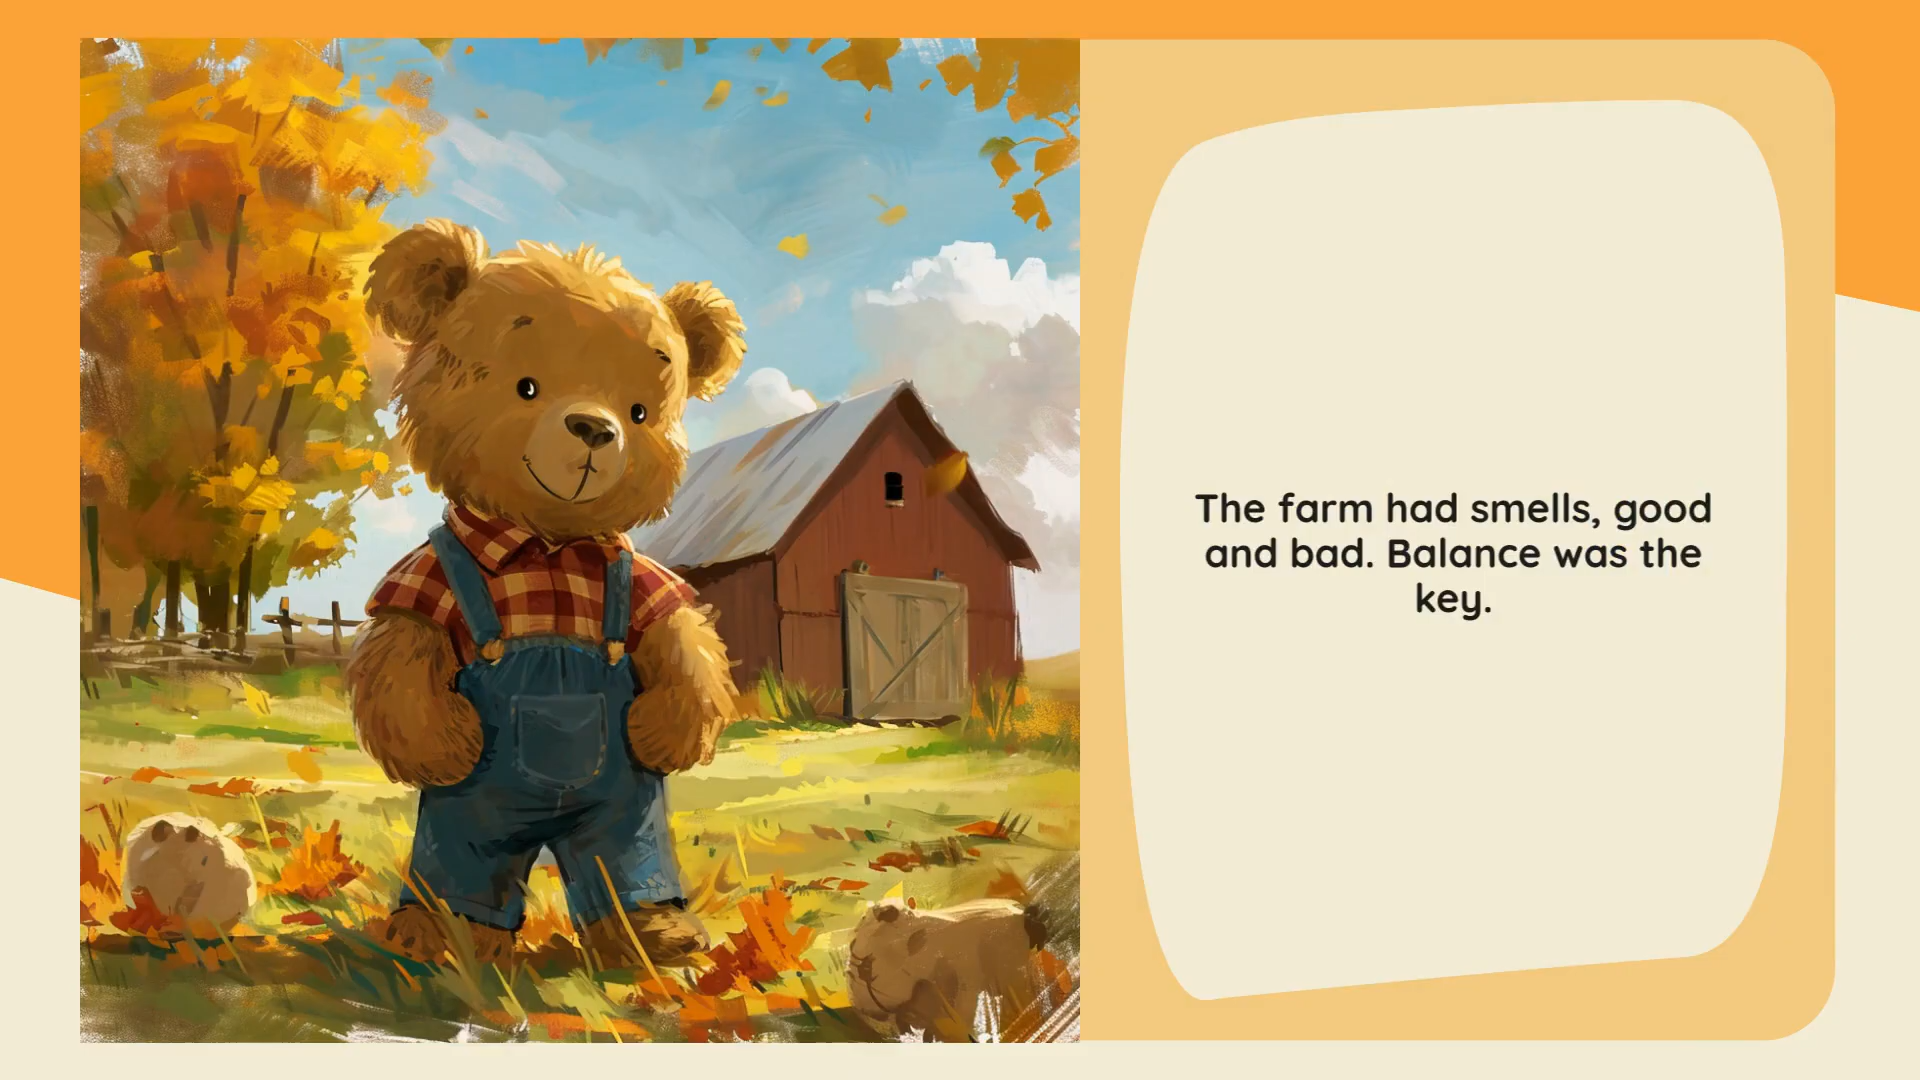 The farm had smells, good
and bad. Balance was the
key.